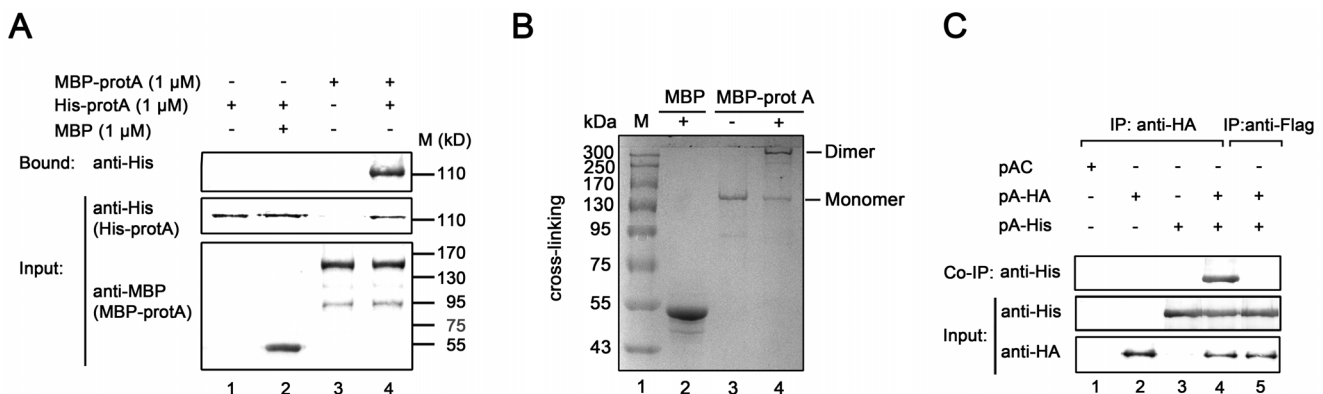 A
MBP-protA (1 µM) - - + +
His-protA (1 µM) + + - +
MBP (1 µM) - + - -
M (kD)
Bound: anti-His
110
anti-His
(His-protA)
110
Input:
anti-MBP
(MBP-protA)
170
130
95
75
55
1 2 3 4
B
MBP MBP-prot A
kDa M + - +
300
250
170
130
95
75
55
43
Dimer
Monomer
cross-linking
1 2 3 4
C
IP: anti-HA IP:anti-Flag
pAC + - - - -
pA-HA - + - + +
pA-His - - + + +
Co-IP: anti-His
Input:
anti-His
anti-HA
1 2 3 4 5